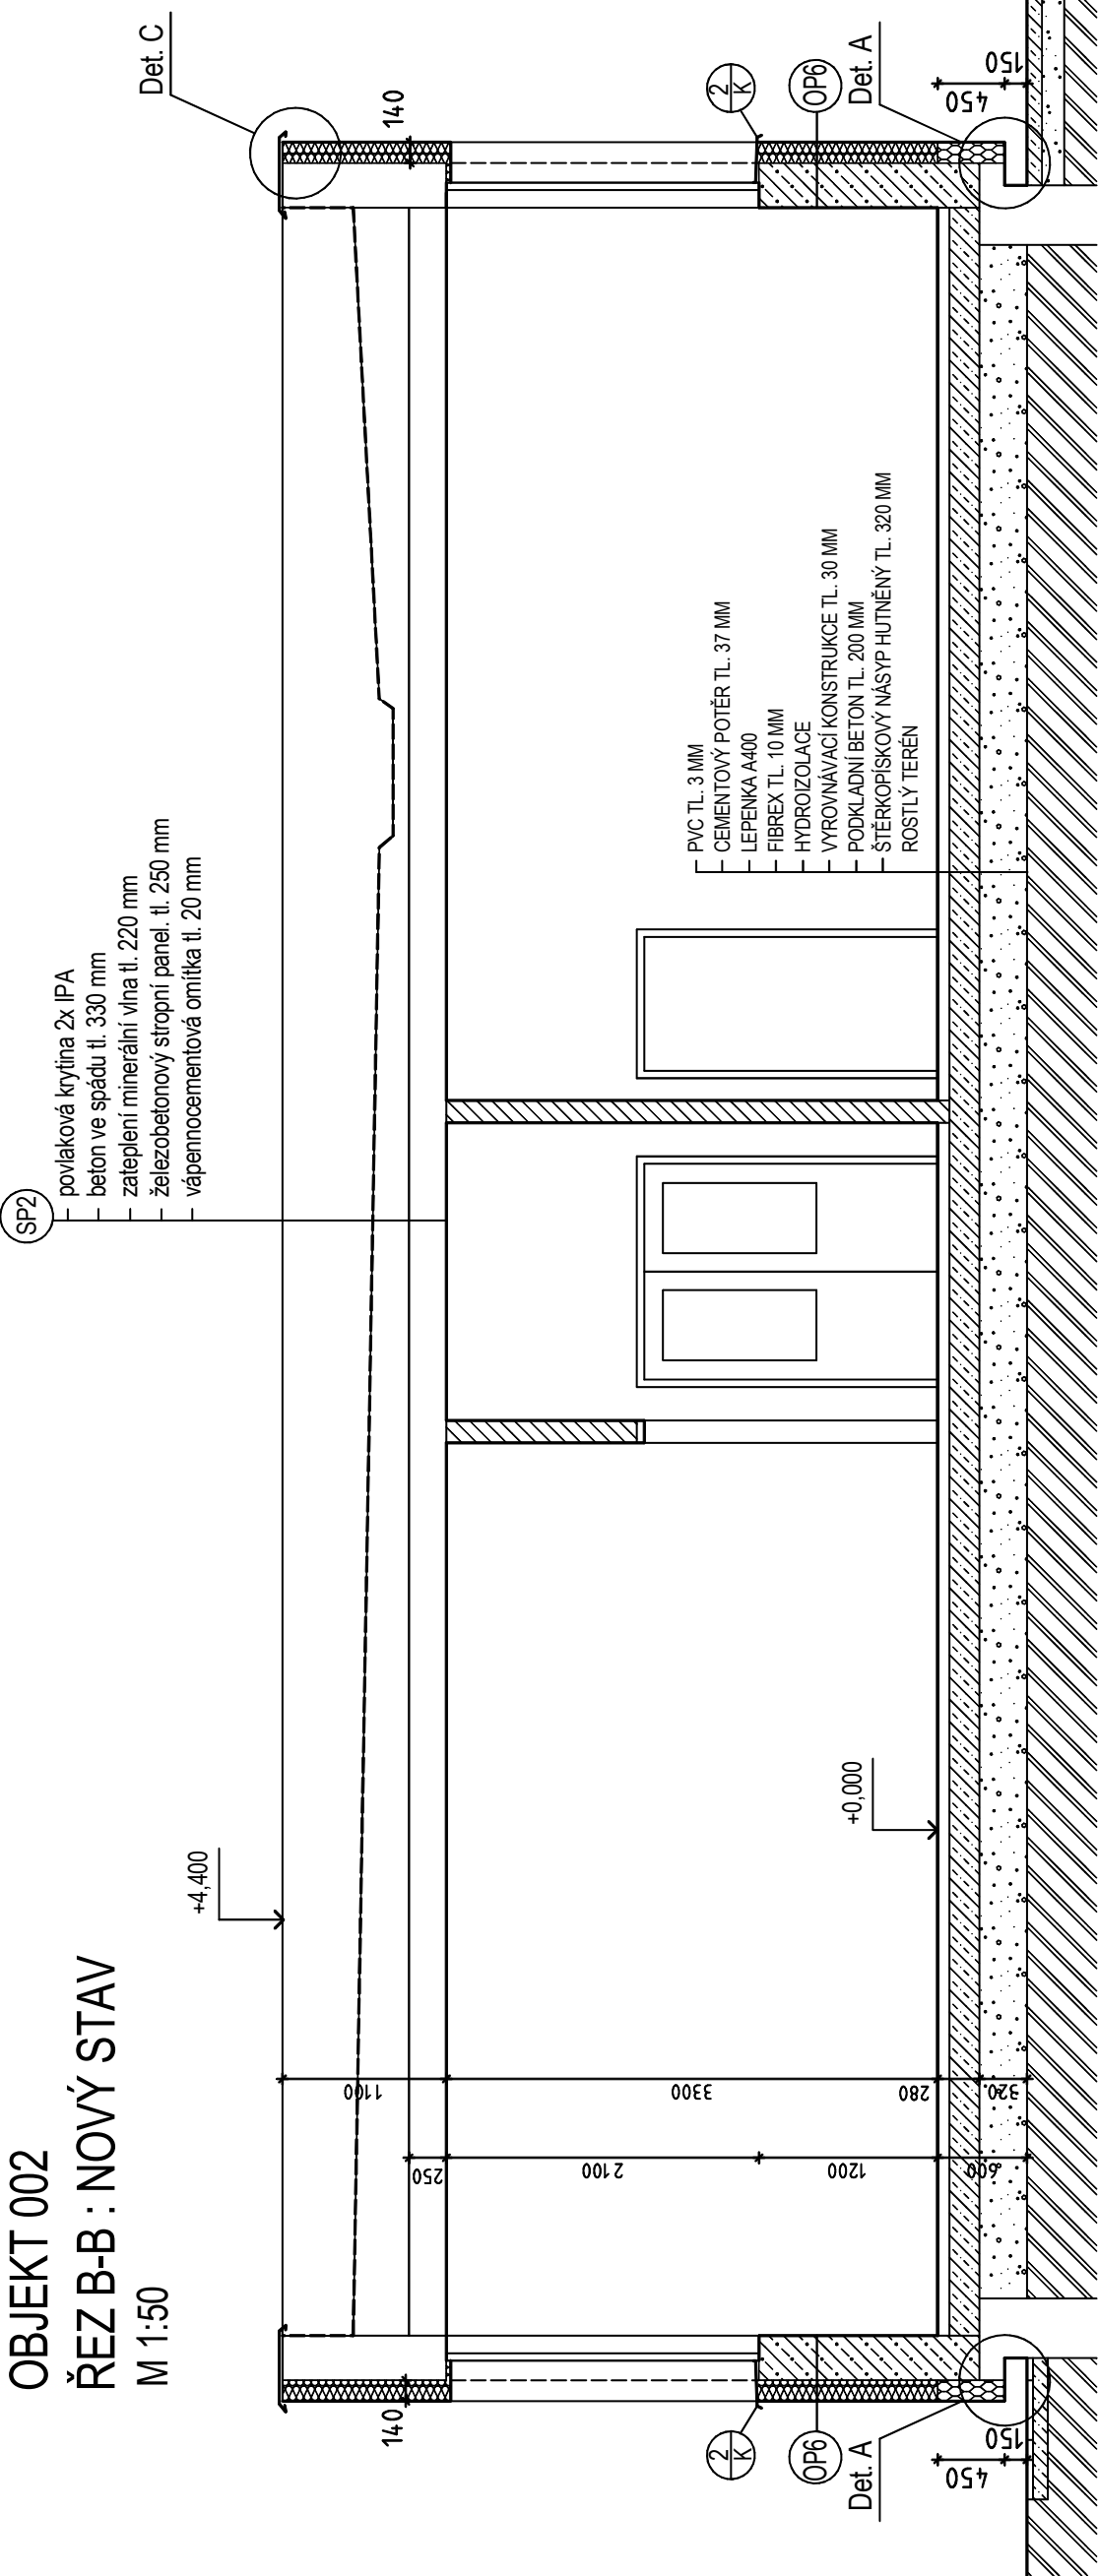 OBJEKT 002
ŘEZ B-B : NOVÝ STAV
M 1:50
SP2
povlaková krytina 2x IPA
beton ve spádu tl. 330 mm
zateplení minerální vlna tl. 220 mm
železobetonový stropní panel. tl. 250 mm
vápennocementová omítka tl. 20 mm
Det. C
+4,400
140
140
1100
250
3300
2100
2
K
2
K
PVC TL. 3 MM
CEMENTOVÝ POTĚR TL. 37 MM
LEPENKA A400
FIBREX TL. 10 MM
HYDROIZOLACE
VYROVNÁVACÍ KONSTRUKCE TL. 30 MM
PODKLADNÍ BETON TL. 200 MM
ŠTĚRKOPÍSKOVÝ NÁSYP HUTNĚNÝ TL. 320 MM
ROSTLÝ TERÉN
OP6
OP6
1200
+0,000
Det. A
Det. A
280
320
600
450
150
450
150